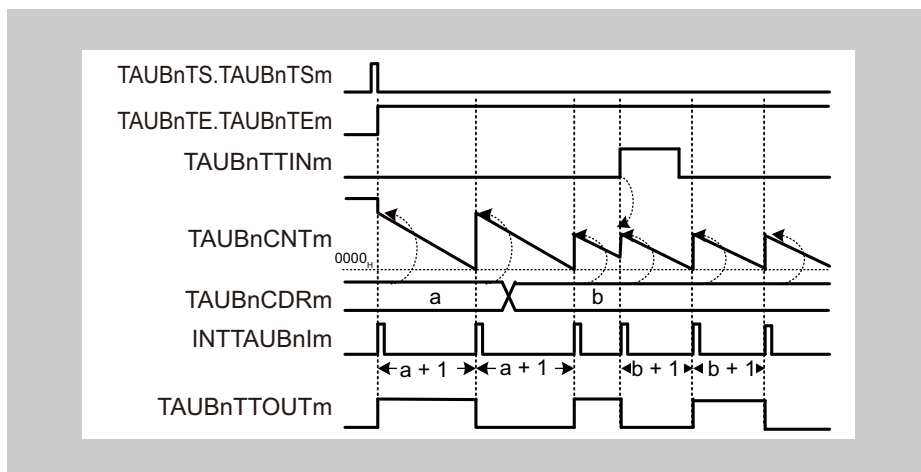 TAUBnTS.TAUBnTSm
TAUBnTE.TAUBnTEm
TAUBnTTINm
TAUBnCNTm
0000H
TAUBnCDRm
a
b
INTTAUBnIm
a + 1
a + 1
b + 1
b + 1
TAUBnTTOUTm